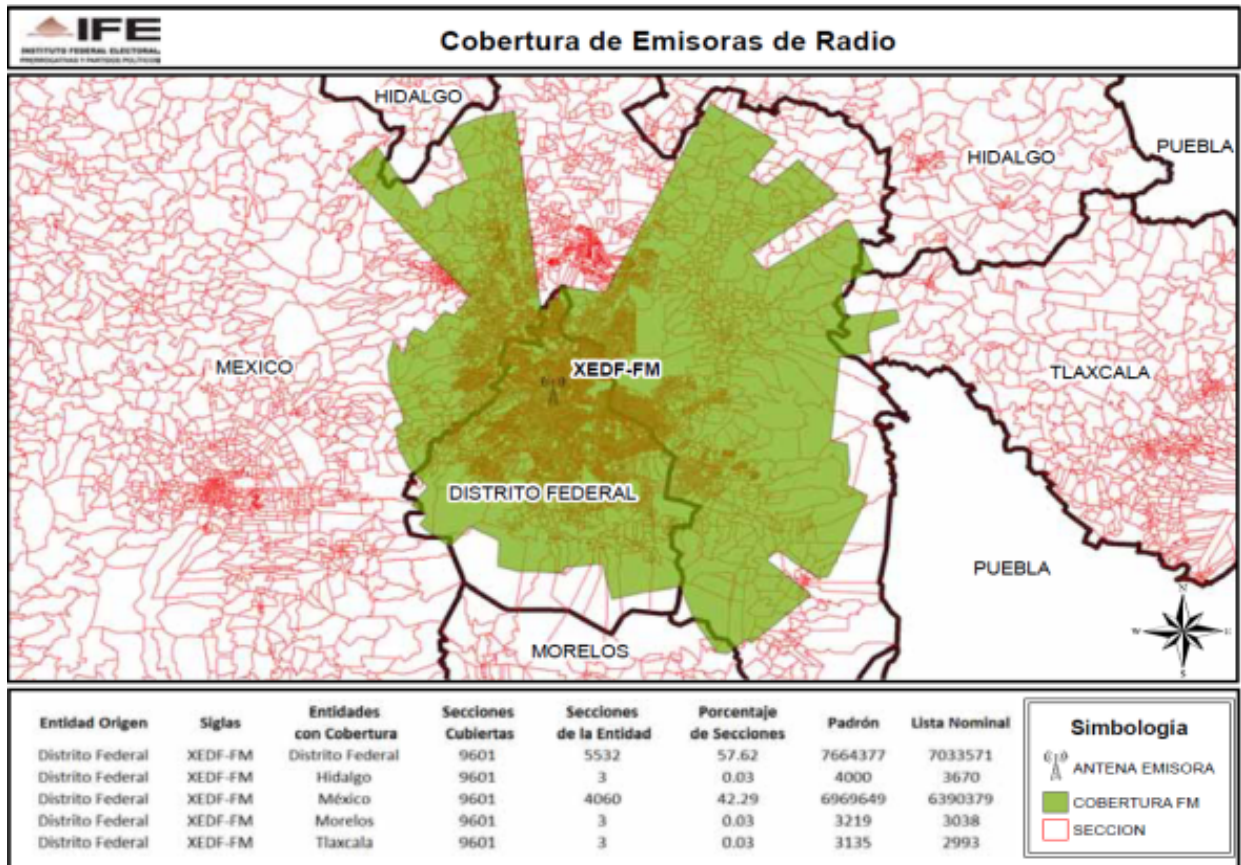 IFE
INSTITUTO FEDERAL ELECTORAL
PRERROGATIVAS Y PARTIDOS POLÍTICOS
Cobertura de Emisoras de Radio
HIDALGO
HIDALGO
PUEBLA
MEXICO
XEDF-FM
TLAXCALA
DISTRITO FEDERAL
PUEBLA
MORELOS
N
W
E
S
Entidad Origen Siglas Entidades con Cobertura Secciones Cubiertas Secciones de la Entidad Porcentaje de Secciones Padrón Lista Nominal
Distrito Federal XEDF-FM Distrito Federal 9601 5532 57.62 7664377 7033571
Distrito Federal XEDF-FM Hidalgo 9601 3 0.03 4000 3670
Distrito Federal XEDF-FM México 9601 4060 42.29 6969649 6390379
Distrito Federal XEDF-FM Morelos 9601 3 0.03 3219 3038
Distrito Federal XEDF-FM Tlaxcala 9601 3 0.03 3135 2993
Simbología
ANTENA EMISORA
COBERTURA FM
SECCION